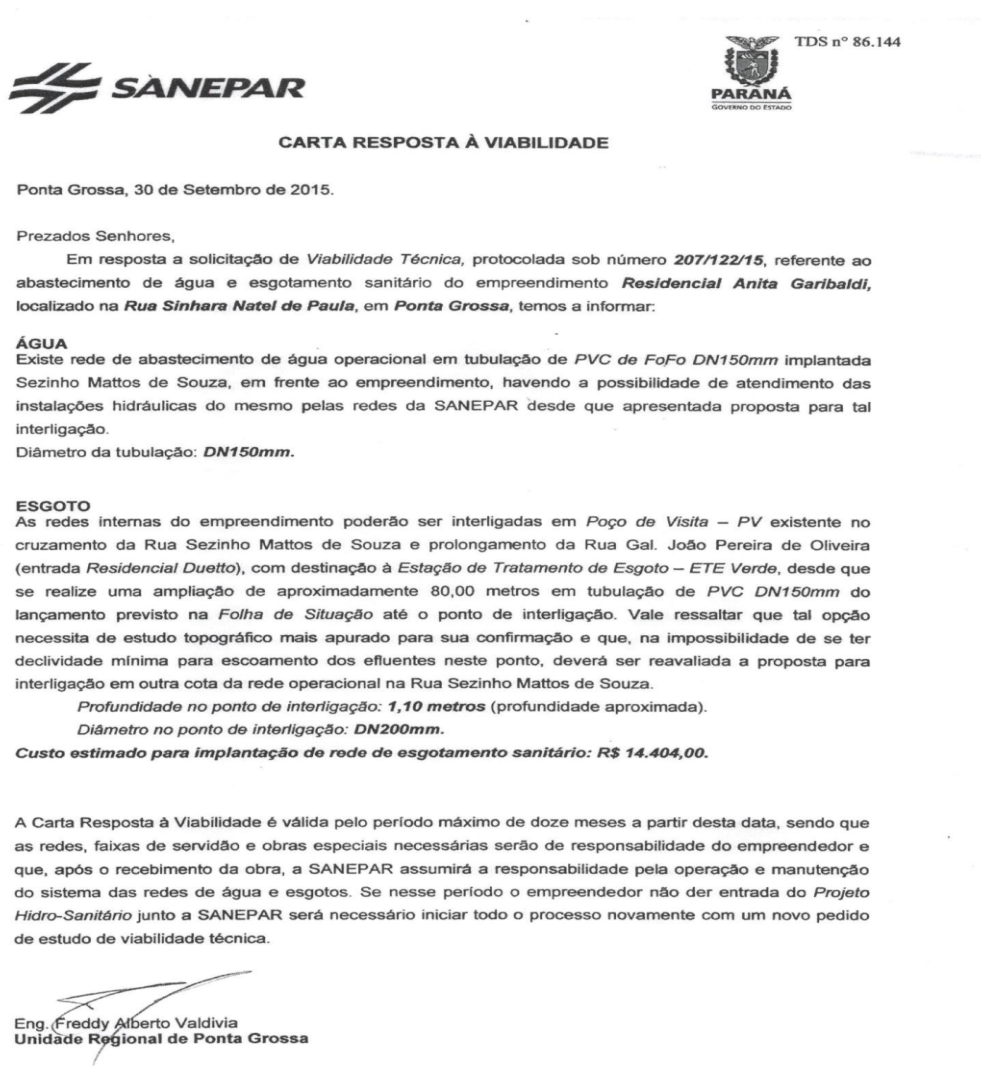 TDS nº 86.144
SANEPAR
PARANÁ
GOVERNO DO ESTADO
CARTA RESPOSTA À VIABILIDADE
Ponta Grossa, 30 de Setembro de 2015.
Prezados Senhores,
Em resposta a solicitação de Viabilidade Técnica, protocolada sob número 207/122/15, referente ao
abastecimento de água e esgotamento sanitário do empreendimento Residencial Anita Garibaldi,
localizado na Rua Sinhara Natel de Paula, em Ponta Grossa, temos a informar:
ÁGUA
Existe rede de abastecimento de água operacional em tubulação de PVC de FoFo DN150mm implantada
Sezinho Mattos de Souza, em frente ao empreendimento, havendo a possibilidade de atendimento das
instalações hidráulicas do mesmo pelas redes da SANEPAR desde que apresentada proposta para tal
interligação.
Diâmetro da tubulação: DN150mm.
ESGOTO
As redes internas do empreendimento poderão ser interligadas em Poço de Visita – PV existente no
cruzamento da Rua Sezinho Mattos de Souza e prolongamento da Rua Gal. João Pereira de Oliveira
(entrada Residencial Duetto), com destinação à Estação de Tratamento de Esgoto – ETE Verde, desde que
se realize uma ampliação de aproximadamente 80,00 metros em tubulação de PVC DN150mm do
lançamento previsto na Folha de Situação até o ponto de interligação. Vale ressaltar que tal opção
necessita de estudo topográfico mais apurado para sua confirmação e que, na impossibilidade de se ter
declividade mínima para escoamento dos efluentes neste ponto, deverá ser reavaliada a proposta para
interligação em outra cota da rede operacional na Rua Sezinho Mattos de Souza.
Profundidade no ponto de interligação: 1,10 metros (profundidade aproximada).
Diâmetro no ponto de interligação: DN200mm.
Custo estimado para implantação de rede de esgotamento sanitário: R$ 14.404,00.
A Carta Resposta à Viabilidade é válida pelo período máximo de doze meses a partir desta data, sendo que
as redes, faixas de servidão e obras especiais necessárias serão de responsabilidade do empreendedor e
que, após o recebimento da obra, a SANEPAR assumirá a responsabilidade pela operação e manutenção
do sistema das redes de água e esgotos. Se nesse período o empreendedor não der entrada do Projeto
Hidro-Sanitário junto a SANEPAR será necessário iniciar todo o processo novamente com um novo pedido
de estudo de viabilidade técnica.
Eng. Freddy Alberto Valdivia
Unidade Regional de Ponta Grossa